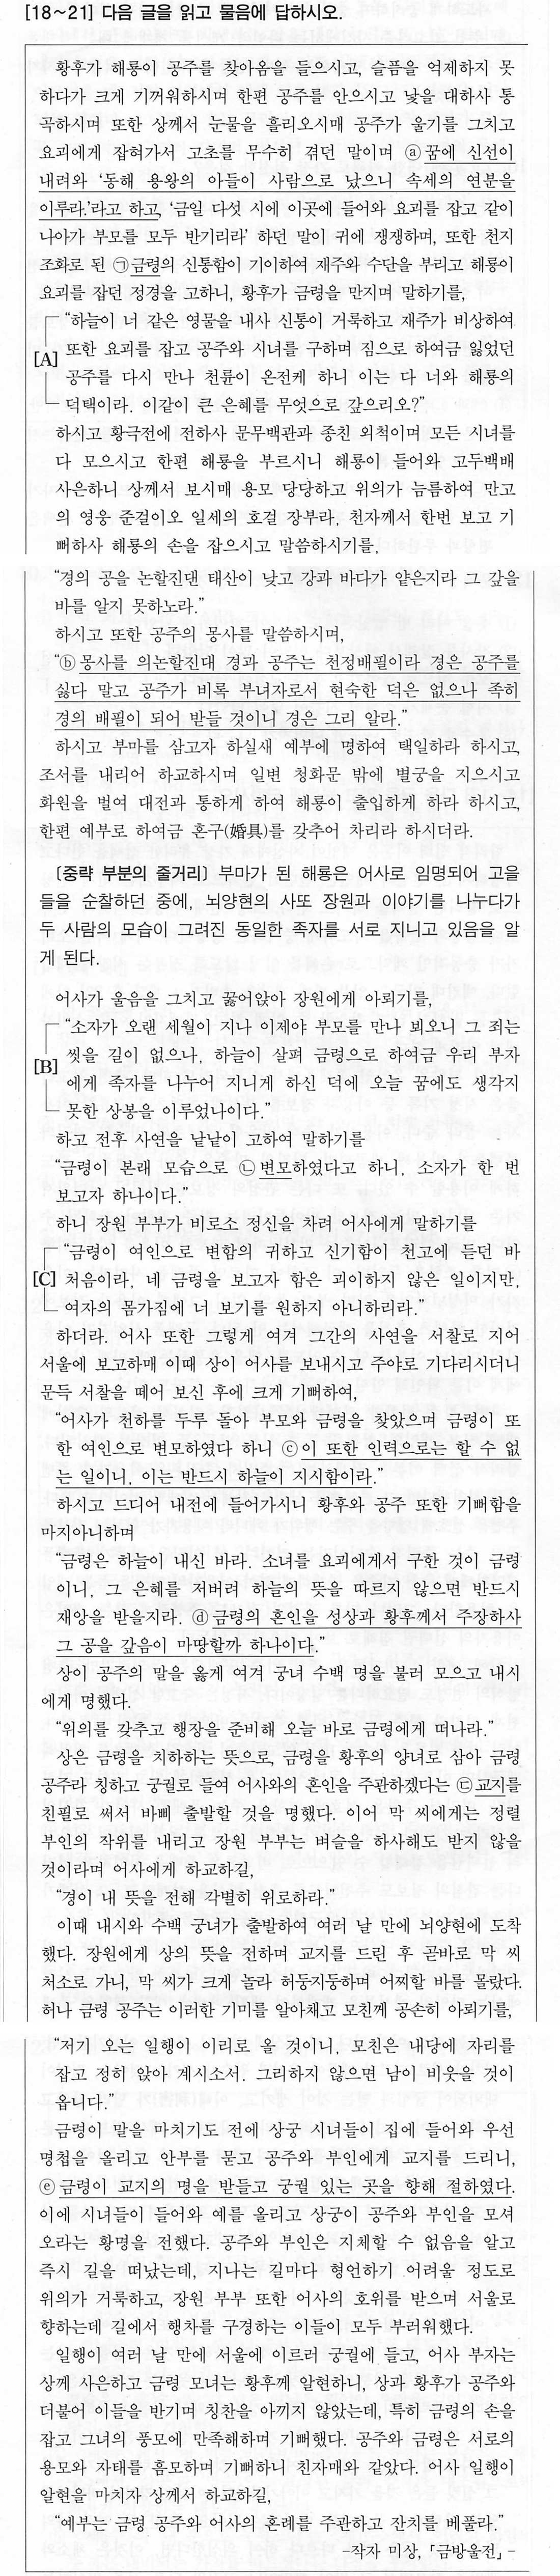 [18~21] 다음 글을 읽고 물음에 답하시오.
황후가 해룡이 공주를 찾아옴을 들으시고, 슬픔을 억제하지 못
하다가 크게 기꺼워하시며 한편 공주를 안으시고 낯을 대하사 통
곡하시며 또한 상께서 눈물을 흘리오시매 공주가 울기를 그치고
요괴에게 잡혀가서 고초를 무수히 겪던 말이며 ⓐ꿈에 신선이
내려와 '동해 용왕의 아들이 사람으로 났으니 속세의 연분을
이루라.'라고 하고, '금일 다섯 시에 이곳에 들어와 요괴를 잡고 같이
나아가 부모를 모두 반기리라' 하던 말이 귀에 쟁쟁하며, 또한 천지
조화로 된 ㉠금령의 신통함이 기이하여 재주와 수단을 부리고 해룡이
요괴를 잡던 정경을 고하니, 황후가 금령을 만지며 말하기를,
"하늘이 너 같은 영물을 내사 신통이 거룩하고 재주가 비상하여
[A] 또한 요괴를 잡고 공주와 시녀를 구하며 짐으로 하여금 잃었던
공주를 다시 만나 천륜이 온전케 하니 이는 다 너와 해룡의
덕택이라. 이같이 큰 은혜를 무엇으로 갚으리오?"
하시고 황극전에 전하사 문무백관과 종친 외척이며 모든 시녀를
다 모으시고 한편 해룡을 부르시니 해룡이 들어와 고두백배
사은하니 상께서 보시매 용모 당당하고 위의가 늠름하여 만고
의 영웅 준걸이오 일세의 호걸 장부라, 천자께서 한번 보고 기
뻐하사 해룡의 손을 잡으시고 말씀하시기를,
"경의 공을 논할진댄 태산이 낮고 강과 바다가 얕은지라 그 갚을
바를 알지 못하노라."
하시고 또한 공주의 몽사를 말씀하시며,
"ⓑ몽사를 의논할진대 경과 공주는 천정배필이라 경은 공주를
싫다 말고 공주가 비록 부녀자로서 현숙한 덕은 없으나 족히
경의 배필이 되어 받들 것이니 경은 그리 알라."
하시고 부마를 삼고자 하실새 예부에 명하여 택일하라 하시고,
조서를 내리어 하교하시며 일변 청화문 밖에 별궁을 지으시고
화원을 벌여 대전과 통하게 하여 해룡이 출입하게 하라 하시고,
한편 예부로 하여금 혼구(婚具)를 갖추어 차리라 하시더라.
[중략 부분의 줄거리] 부마가 된 해룡은 어사로 임명되어 고을
들을 순찰하던 중에, 뇌양현의 사또 장원과 이야기를 나누다가
두 사람의 모습이 그려진 동일한 족자를 서로 지니고 있음을 알
게 된다.
어사가 울음을 그치고 꿇어앉아 장원에게 아뢰기를,
"소자가 오랜 세월이 지나 이제야 부모를 만나 뵈오니 그 죄는
[B] 씻을 길이 없으나, 하늘이 살펴 금령으로 하여금 우리 부자
에게 족자를 나누어 지니게 하신 덕에 오늘 꿈에도 생각지
못한 상봉을 이루었나이다."
하고 전후 사연을 낱낱이 고하여 말하기를
"금령이 본래 모습으로 ㉡변모하였다고 하니, 소자가 한 번
보고자 하나이다."
하니 장원 부부가 비로소 정신을 차려 어사에게 말하기를
"금령이 여인으로 변함의 귀하고 신기함이 천고에 듣던 바
[C] 처음이라, 네 금령을 보고자 함은 괴이하지 않은 일이지만,
여자의 몸가짐에 너 보기를 원하지 아니하리라."
하더라. 어사 또한 그렇게 여겨 그간의 사연을 서찰로 지어
서울에 보고하매 이때 상이 어사를 보내시고 주야로 기다리시더니
문득 서찰을 떼어 보신 후에 크게 기뻐하여,
"어사가 천하를 두루 돌아 부모와 금령을 찾았으며 금령이 또
한 여인으로 변모하였다 하니 ⓒ이 또한 인력으로는 할 수 없
는 일이니, 이는 반드시 하늘이 지시함이라."
하시고 드디어 내전에 들어가시니 황후와 공주 또한 기뻐함을
마지아니하며
"금령은 하늘이 내신 바라. 소녀를 요괴에게서 구한 것이 금령
이니, 그 은혜를 저버려 하늘의 뜻을 따르지 않으면 반드시
재앙을 받을지라. ⓓ금령의 혼인을 성상과 황후께서 주장하사
그 공을 갚음이 마땅할까 하나이다."
상이 공주의 말을 옳게 여겨 궁녀 수백 명을 불러 모으고 내시
에게 명했다.
"위의를 갖추고 행장을 준비해 오늘 바로 금령에게 떠나라."
상은 금령을 치하하는 뜻으로, 금령을 황후의 양녀로 삼아 금령
공주라 칭하고 궁궐로 들여 어사와의 혼인을 주관하겠다는 ㉢교지를
친필로 써서 바삐 출발할 것을 명했다. 이어 막 씨에게는 정렬
부인의 작위를 내리고 장원 부부는 벼슬을 하사해도 받지 않을
것이라며 어사에게 하교하길,
"경이 내 뜻을 전해 각별히 위로하라."
이때 내시와 수백 궁녀가 출발하여 여러 날 만에 뇌양현에 도착
했다. 장원에게 상의 뜻을 전하며 교지를 드린 후 곧바로 막 씨
처소로 가니, 막 씨가 크게 놀라 허둥지둥하며 어찌할 바를 몰랐다.
허나 금령 공주는 이러한 기미를 알아채고 모친께 공손히 아뢰기를,
"저기 오는 일행이 이리로 올 것이니, 모친은 내당에 자리를
잡고 정히 앉아 계시소서. 그리하지 않으면 남이 비웃을 것이
옵니다."
금령이 말을 마치기도 전에 상궁 시녀들이 집에 들어와 우선
명첩을 올리고 안부를 묻고 공주와 부인에게 교지를 드리니,
ⓔ금령이 교지의 명을 받들고 궁궐 있는 곳을 향해 절하였다.
이에 시녀들이 들어와 예를 올리고 상궁이 공주와 부인을 모셔
오라는 황명을 전했다. 공주와 부인은 지체할 수 없음을 알고
즉시 길을 떠났는데, 지나는 길마다 형언하기 어려울 정도로
위의가 거룩하고, 장원 부부 또한 어사의 호위를 받으며 서울로
향하는데 길에서 행차를 구경하는 이들이 모두 부러워했다.
일행이 여러 날 만에 서울에 이르러 궁궐에 들고, 어사 부자는
상께 사은하고 금령 모녀는 황후께 알현하니, 상과 황후가 공주와
더불어 이들을 반기며 칭찬을 아끼지 않았는데, 특히 금령의 손을
잡고 그녀의 풍모에 만족해하며 기뻐했다. 공주와 금령은 서로의
용모와 자태를 흠모하며 기뻐하니 친자매와 같았다. 어사 일행이
알현을 마치자 상께서 하교하길,
"예부는 금령 공주와 어사의 혼례를 주관하고 잔치를 베풀라."
-작자 미상, 「금방울전」-